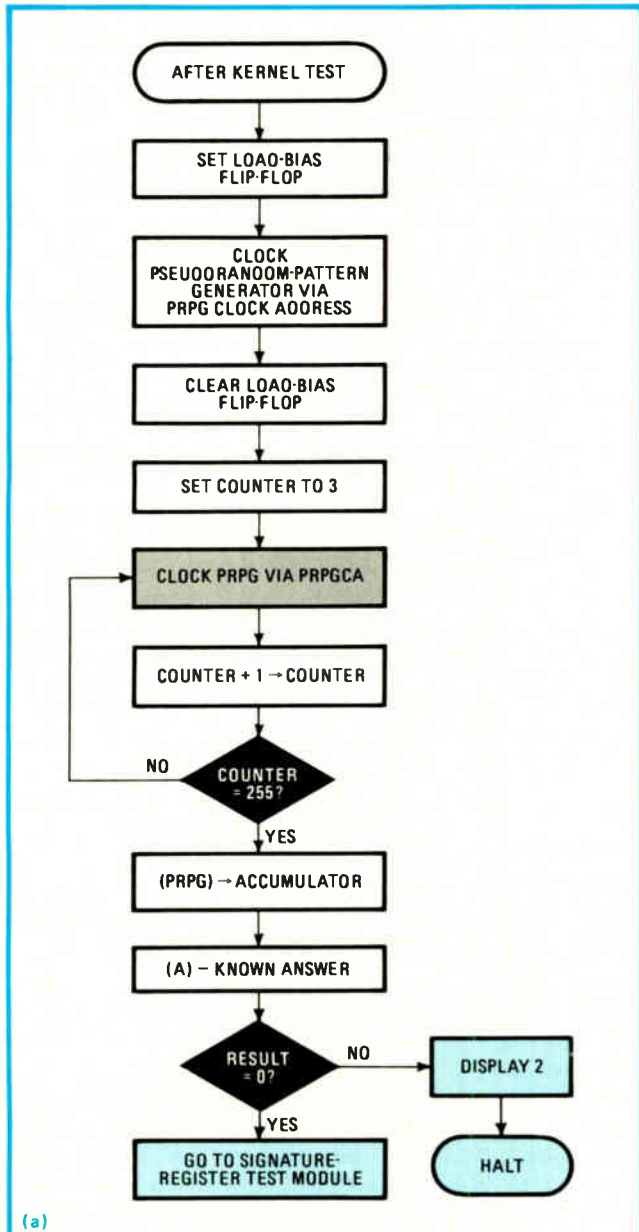 AFTER KERNEL TEST
SET LOAO-BIAS
FLIP-FLOP
CLOCK
PSEUOORANOOM-PATTERN
GENERATOR VIA
PRPG CLOCK AOORESS
CLEAR LOAO-BIAS
FLIP-FLOP
SET COUNTER TO 3
CLOCK PRPG VIA PRPGCA
COUNTER + 1 → COUNTER
NO
COUNTER
= 255?
YES
(PRPG) → ACCUMULATOR
(A) – KNOWN ANSWER
RESULT
= 0?
NO
DISPLAY 2
YES
GO TO SIGNATURE-
REGISTER TEST MODULE
HALT
(a)